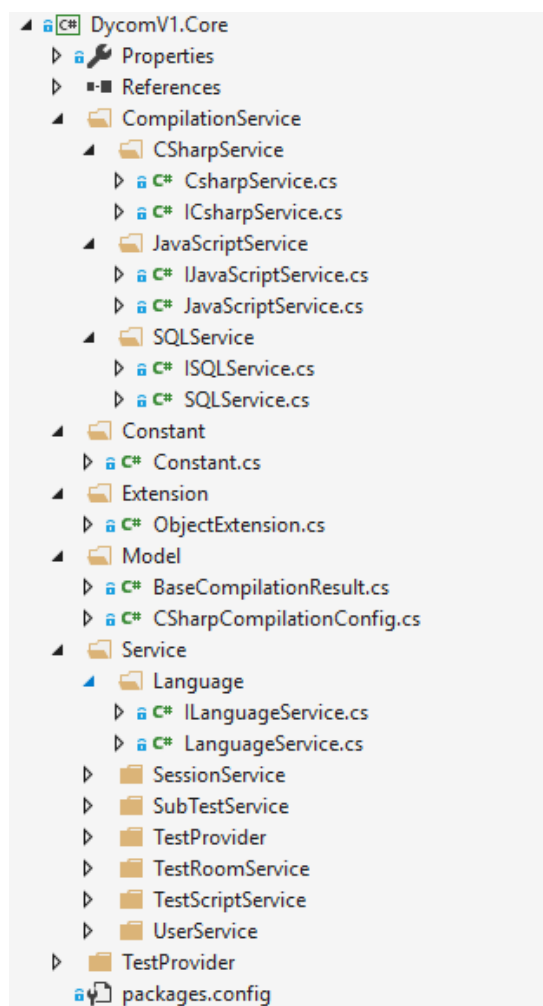 C# DycomV1.Core
Properties
References
CompilationService
CSharpService
C# CsharpService.cs
C# ICsharpService.cs
JavaScriptService
C# IJavaScriptService.cs
C# JavaScriptService.cs
SQLService
C# ISQLService.cs
C# SQLService.cs
Constant
C# Constant.cs
Extension
C# ObjectExtension.cs
Model
C# BaseCompilationResult.cs
C# CSharpCompilationConfig.cs
Service
Language
C# ILanguageService.cs
C# LanguageService.cs
SessionService
SubTestService
TestProvider
TestRoomService
TestScriptService
UserService
TestProvider
packages.config